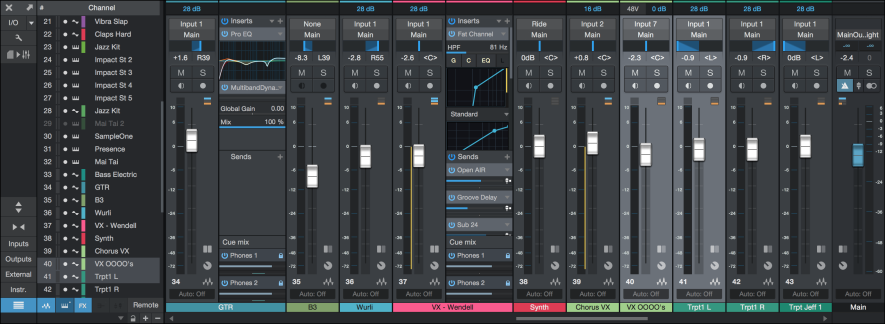 Channel
I/O
21 Vibra Slap
22 Claps Hard
23 Jazz Kit
24 Impact St 2
25 Impact St 3
26 Impact St 4
27 Impact St 5
28 Jazz Kit
29 Mai Tai 2
30 SampleOne
31 Presence
32 Mai Tai
33 Bass Electric
34 GTR
35 B3
36 Wurli
37 VX - Wendell
38 Synth
39 Chorus VX
40 VX OOOO's
41 Trpt1 L
42 Trpt1 R
Inputs
Outputs
External
Instr.
FX
Remote
28 dB
Input 1
Main
+1.6 R39
M S
10
6
0
-6
-12
-24
-36
-48
-72
34
Auto: Off
Inserts
Pro EQ
MultibandDyna..
Global Gain 0.00
Mix 100 %
Sends
Cue mix
Phones 1
Phones 2
GTR
None
Main
-8.3 L39
M S
35
Auto: Off
B3
28 dB
Input 1
Main
-2.8 R55
M S
36
Auto: Off
Wurli
28 dB
Input 1
Main
-2.6 <C>
M S
37
Auto: Off
Inserts
Fat Channel
HPF 81 Hz
G C EQ L
Standard
Sends
Open AIR
Groove Delay
Sub 24
Cue mix
Phones 1
Phones 2
VX - Wendell
Ride
Main
0dB <C>
M S
38
Auto: Off
Synth
18 dB
Input 2
Main
+0.8 <C>
M S
39
Auto: Off
Chorus VX
48V 0 dB
Input 7
Main
-2.3 <C>
M S
40
Auto: Off
VX OOOO's
28 dB
Input 1
Main
-0.9 <L>
M S
41
Auto: Off
Trpt1 L
28 dB
Input 1
Main
-0.9 <R>
M S
42
Auto: Off
Trpt1 R
28 dB
Input 1
Main
0dB <L>
M S
43
Auto: Off
Trpt Jeff 1
MainOu..ight
-2.4 0
M S
Auto: Off
Main